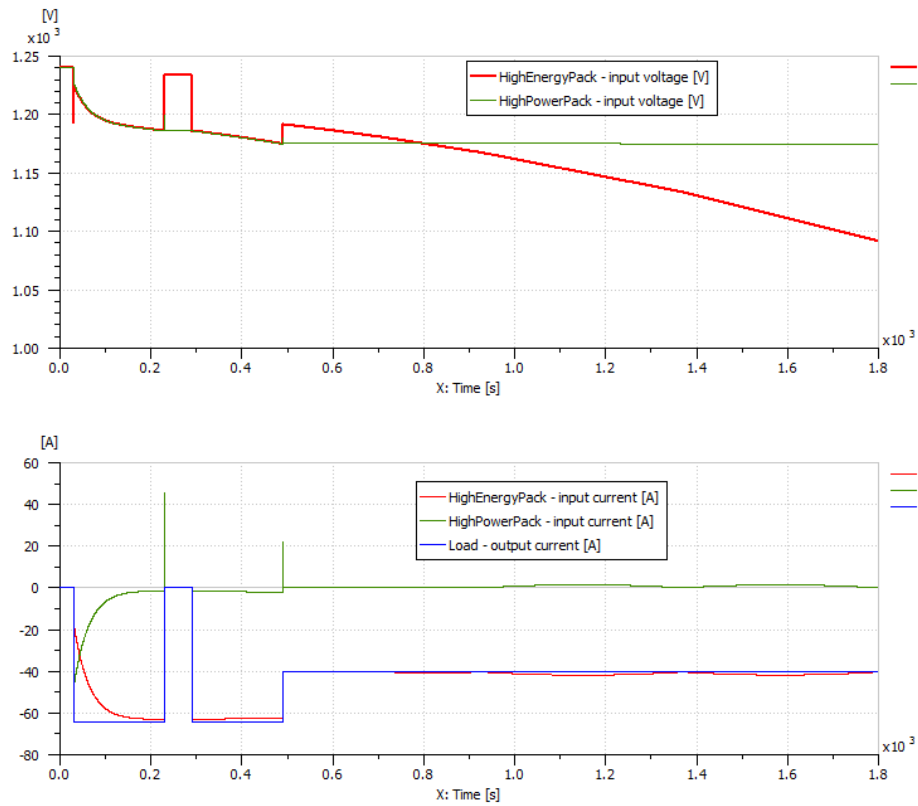 [V]
x10 3
1.25
HighEnergyPack - input voltage [V]
HighPowerPack - input voltage [V]
1.20
1.15
1.10
1.05
1.00
x10 3
0.0 0.2 0.4 0.6 0.8 1.0 1.2 1.4 1.6 1.8
X: Time [s]
[A]
60
HighEnergyPack - input current [A]
40
HighPowerPack - input current [A]
20
Load - output current [A]
0
-20
-40
-60
-80
x10 3
0.0 0.2 0.4 0.6 0.8 1.0 1.2 1.4 1.6 1.8
X: Time [s]